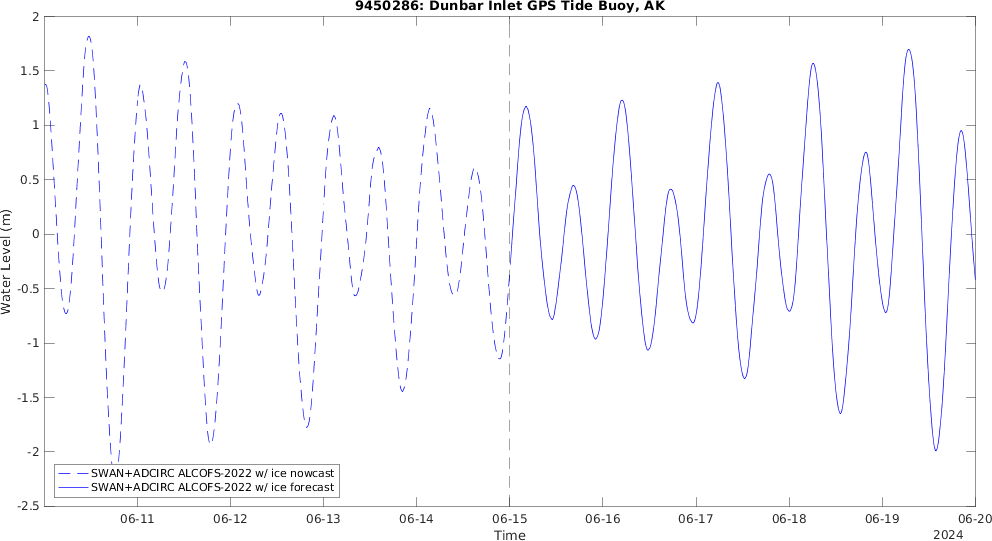 9450286: Dunbar Inlet GPS Tide Buoy, AK
2
1.5
1
0.5
0
-0.5
-1
-1.5
-2
-2.5
Water Level (m)
SWAN+ADCIRC ALCOFS-2022 w/ ice nowcast
SWAN+ADCIRC ALCOFS-2022 w/ ice forecast
06-11 06-12 06-13 06-14 06-15 06-16 06-17 06-18 06-19 06-20
Time
2024